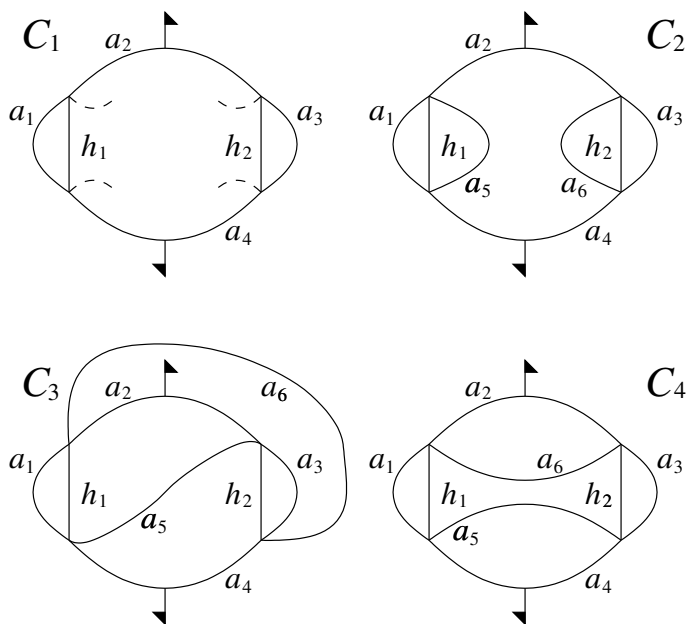 C₁ a₂ a₂ C₂
a₁ a₃ a₁ a₃
h₁ h₂ h₁ h₂
a₅ a₆
a₄ a₄
C₃ a₂ a₆ a₂ C₄
a₁ a₃ a₁ a₆ a₃
h₁ h₂ h₁ h₂
a₅ a₅
a₄ a₄